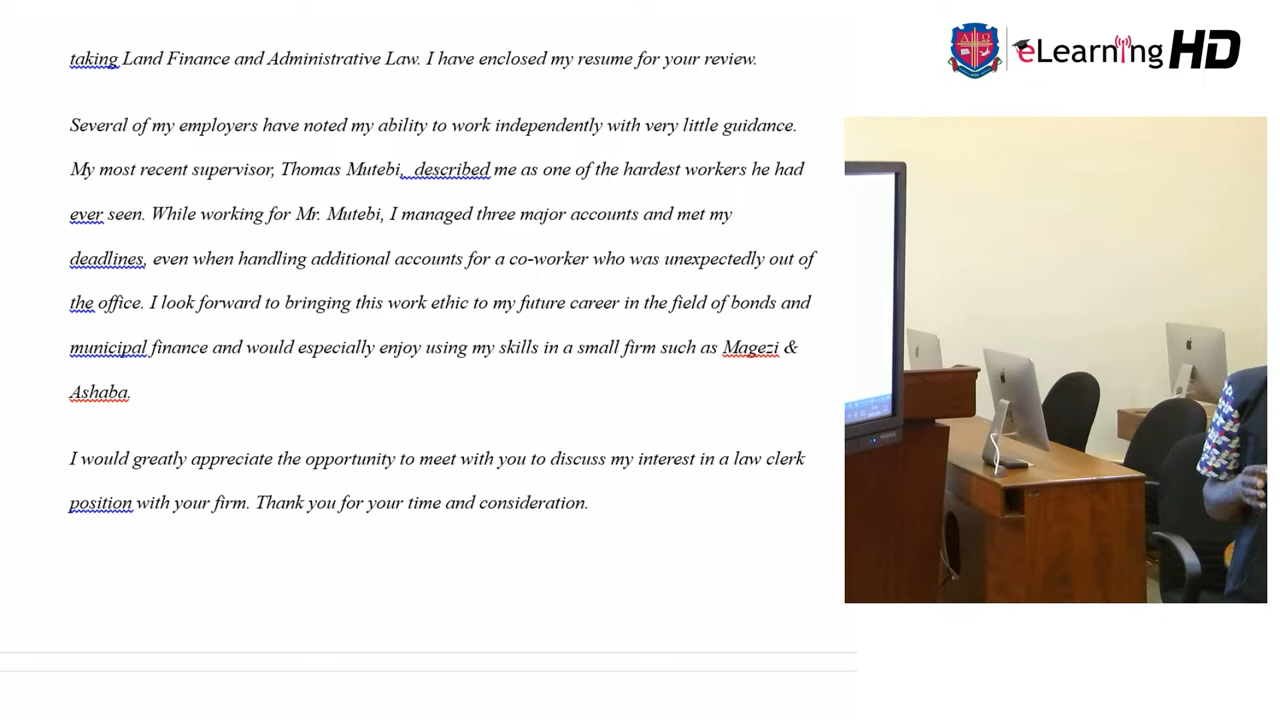 taking Land Finance and Administrative Law. I have enclosed my resume for your review.
Several of my employers have noted my ability to work independently with very little guidance.
My most recent supervisor, Thomas Mutebi,  described me as one of the hardest workers he had
ever seen. While working for Mr. Mutebi, I managed three major accounts and met my
deadlines, even when handling additional accounts for a co-worker who was unexpectedly out of
the office. I look forward to bringing this work ethic to my future career in the field of bonds and
municipal finance and would especially enjoy using my skills in a small firm such as Magezi &
Ashaba.
I would greatly appreciate the opportunity to meet with you to discuss my interest in a law clerk
position with your firm. Thank you for your time and consideration.
eLearning HD